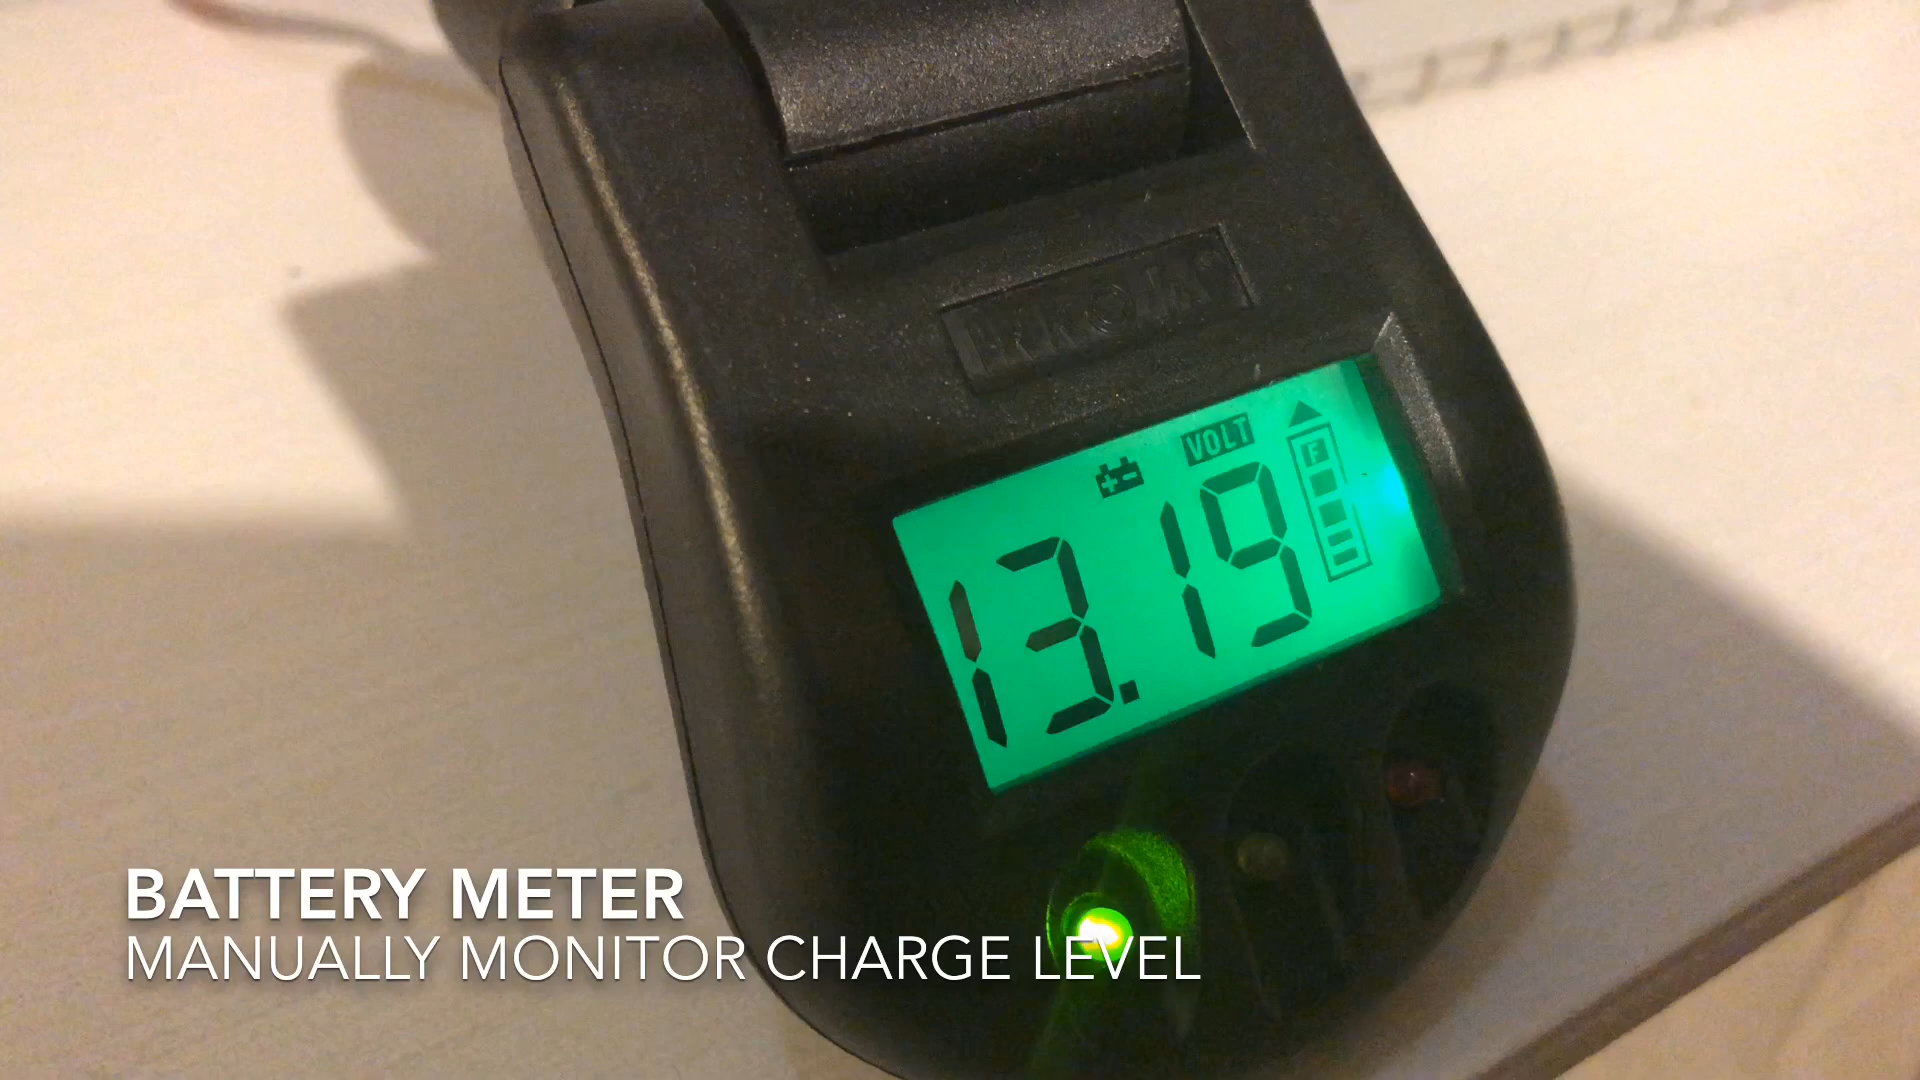 VOLT
F
13.19
BATTERY METER
MANUALLY MONITOR CHARGE LEVEL